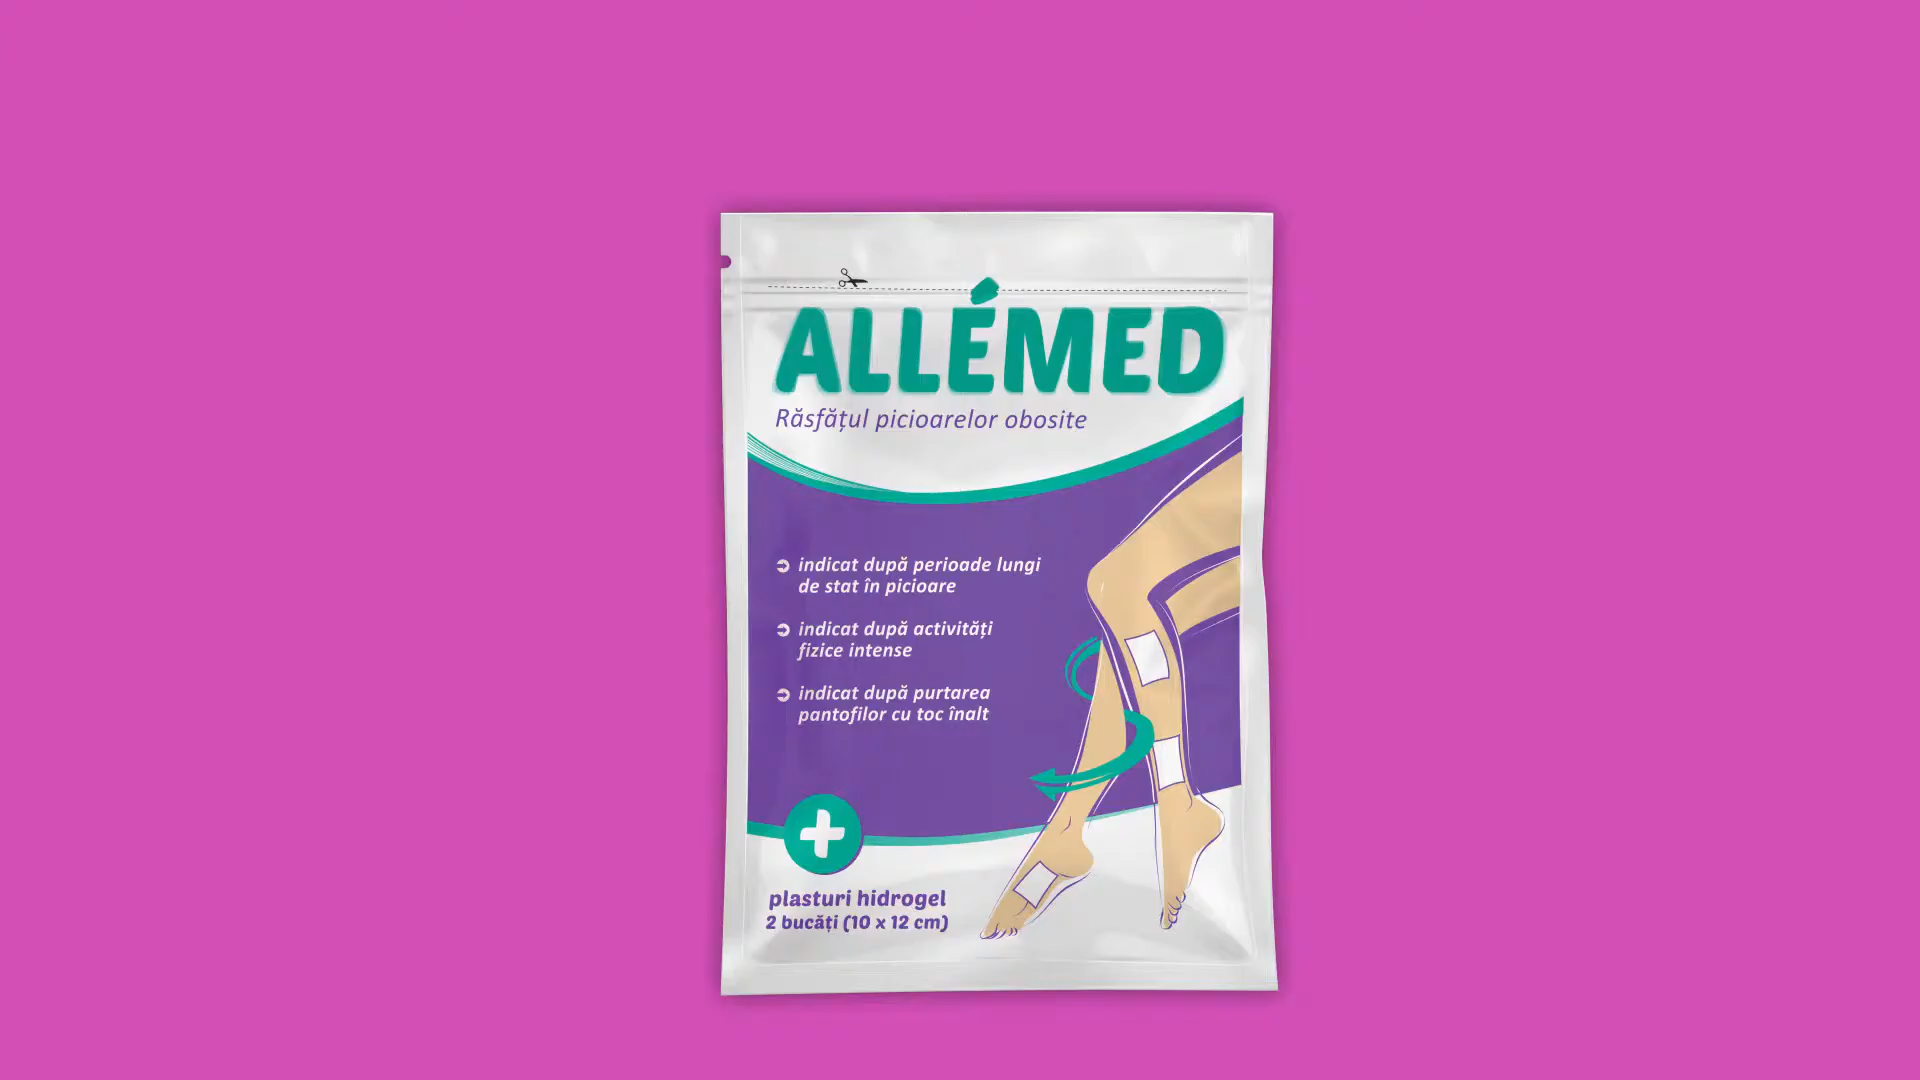 ALLÉMED
Răsfățul picioarelor obosite
indicat după perioade lungi
de stat în picioare
indicat după activități
fizice intense
indicat după purtarea
pantofilor cu toc înalt
plasturi hidrogel
2 bucăți (10 x 12 cm)